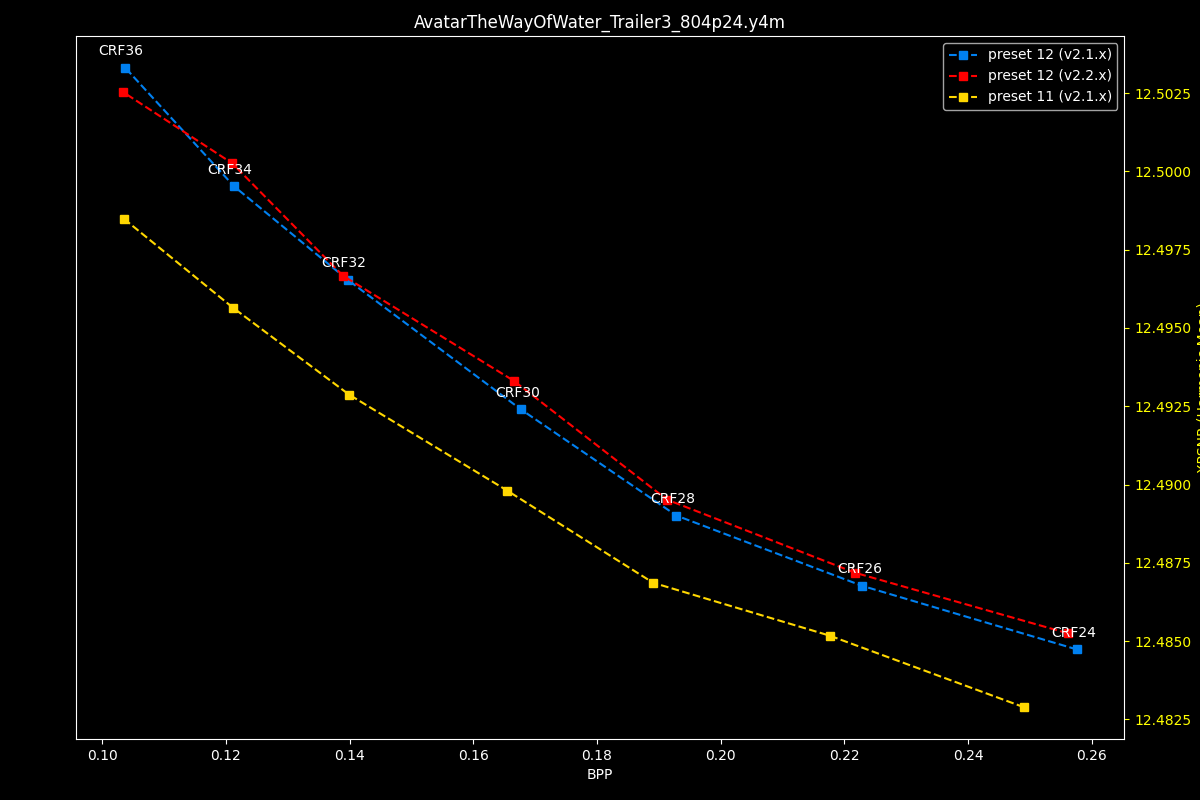 AvatarTheWayOfWater_Trailer3_804p24.y4m
CRF36
preset 12 (v2.1.x)
preset 12 (v2.2.x)
preset 11 (v2.1.x)
12.5025
CRF34
12.5000
CRF32
12.4975
12.4950
CRF30
12.4925
CRF28
12.4900
CRF26
12.4875
CRF24
12.4850
12.4825
0.10 0.12 0.14 0.16 0.18 0.20 0.22 0.24 0.26
BPP